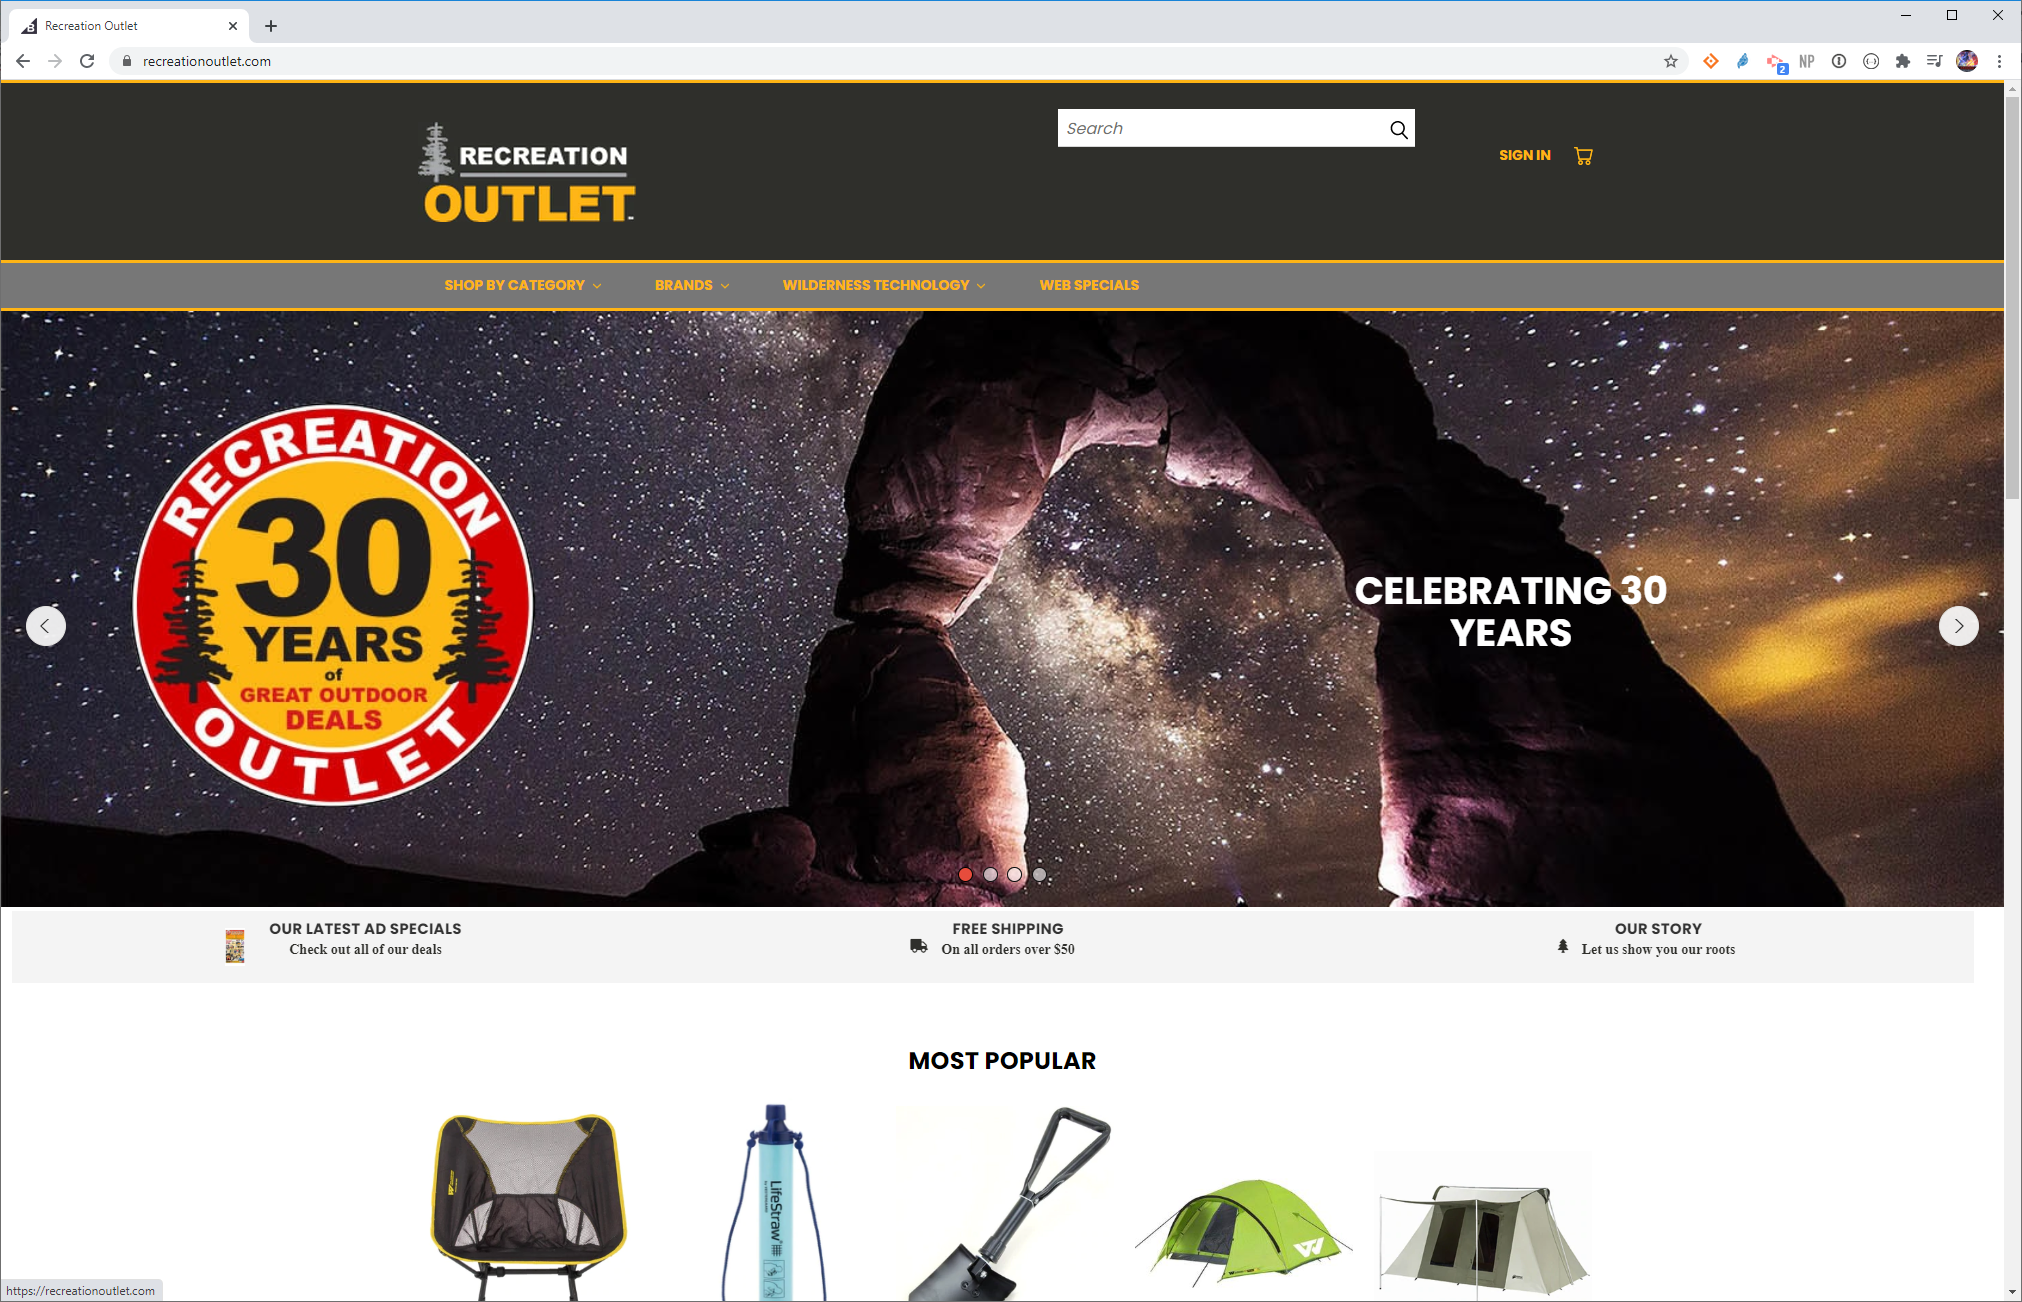 Recreation Outlet
recreationoutlet.com
2
NP
RECREATION
OUTLET
Search
SIGN IN
SHOP BY CATEGORY
BRANDS
WILDERNESS TECHNOLOGY
WEB SPECIALS
RECREATION
30
YEARS
of
GREAT OUTDOOR
DEALS
OUTLET
CELEBRATING 30
YEARS
OUR LATEST AD SPECIALS
Check out all of our deals
FREE SHIPPING
On all orders over $50
OUR STORY
Let us show you our roots
MOST POPULAR
LifeStraw
https://recreationoutlet.com